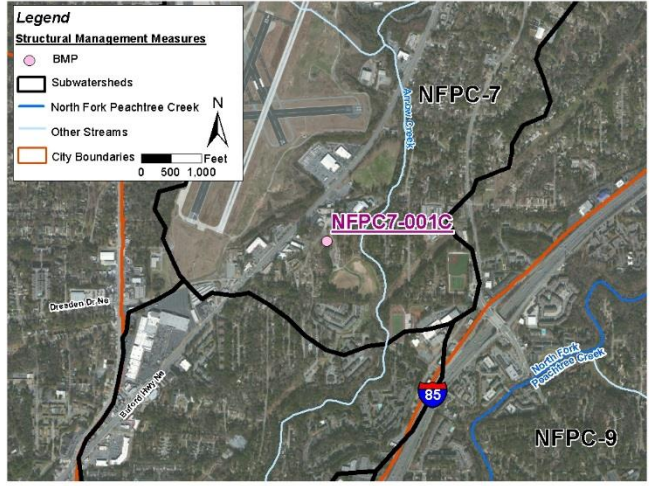 Legend
Structural Management Measures
BMP
Subwatersheds
North Fork Peachtree Creek
Other Streams
City Boundaries
N
0 500 1,000 Feet
NFPC-7
Arrow Creek
NFPC7-001C
Dresden Dr Ne
Buford Hwy Ne
85
North Fork
Peachtree Creek
NFPC-9